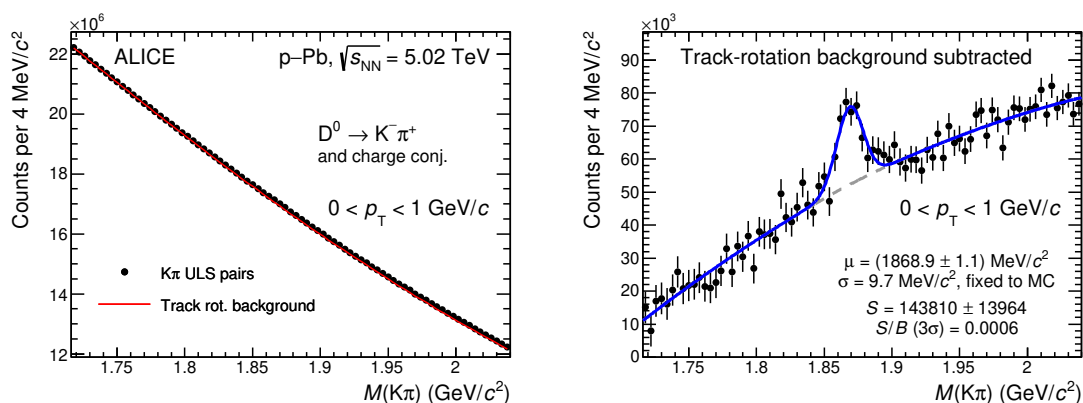 ×10⁶
Counts per 4 MeV/c²
22
20
18
16
14
12
ALICE
p–Pb, √sNN = 5.02 TeV
D⁰ → K⁻π⁺
and charge conj.
0 < pT < 1 GeV/c
Kπ ULS pairs
Track rot. background
1.75 1.8 1.85 1.9 1.95 2
M(Kπ) (GeV/c²)
×10³
Counts per 4 MeV/c²
90
80
70
60
50
40
30
20
10
0
Track-rotation background subtracted
0 < pT < 1 GeV/c
μ = (1868.9 ± 1.1) MeV/c²
σ = 9.7 MeV/c², fixed to MC
S = 143810 ± 13964
S/B (3σ) = 0.0006
1.75 1.8 1.85 1.9 1.95 2
M(Kπ) (GeV/c²)